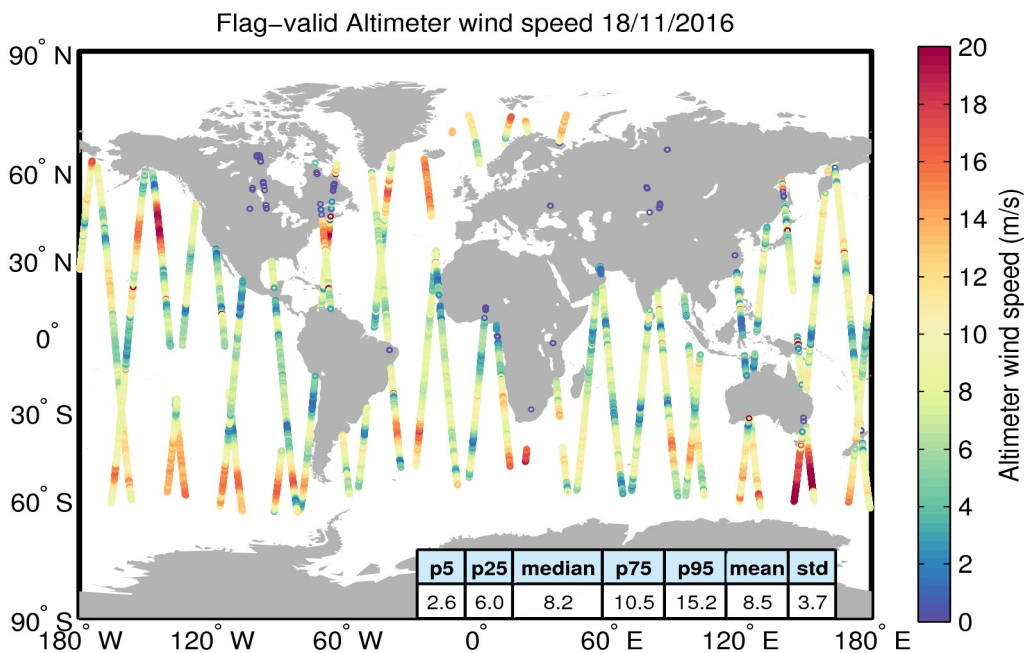 Flag−valid Altimeter wind speed 18/11/2016
90° N
60° N
30° N
0°
30° S
60° S
90° S
180° W
120° W
60° W
0°
60° E
120° E
180° E
p5 p25 median p75 p95 mean std
2.6 6.0 8.2 10.5 15.2 8.5 3.7
20
18
16
14
12
10
8
6
4
2
0
Altimeter wind speed (m/s)